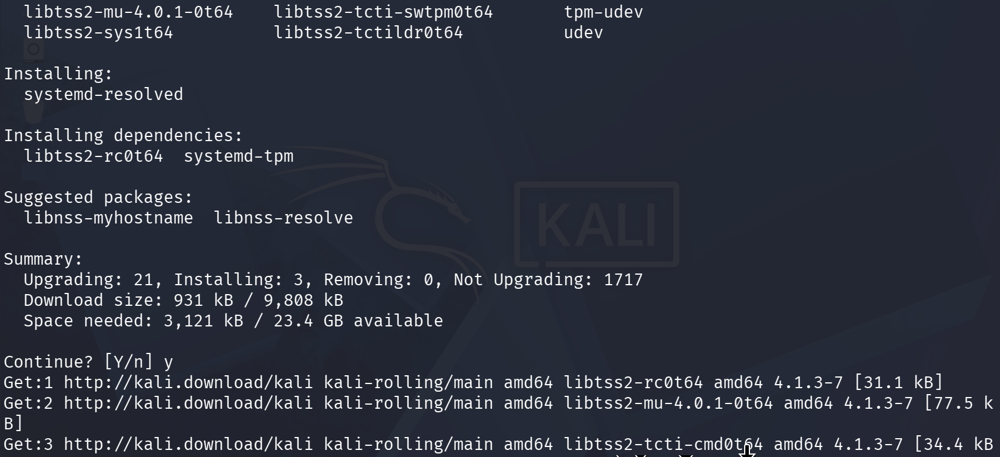 libtss2-mu-4.0.1-0t64    libtss2-tcti-swtpm0t64       tpm-udev
libtss2-sys1t64          libtss2-tctildr0t64          udev
Installing:
systemd-resolved
Installing dependencies:
libtss2-rc0t64  systemd-tpm
Suggested packages:
libnss-myhostname  libnss-resolve
KALI
Summary:
Upgrading: 21, Installing: 3, Removing: 0, Not Upgrading: 1717
Download size: 931 kB / 9,808 kB
Space needed: 3,121 kB / 23.4 GB available
Continue? [Y/n] y
Get:1 http://kali.download/kali kali-rolling/main amd64 libtss2-rc0t64 amd64 4.1.3-7 [31.1 kB]
Get:2 http://kali.download/kali kali-rolling/main amd64 libtss2-mu-4.0.1-0t64 amd64 4.1.3-7 [77.5 k
B]
Get:3 http://kali.download/kali kali-rolling/main amd64 libtss2-tcti-cmd0t64 amd64 4.1.3-7 [34.4 kB